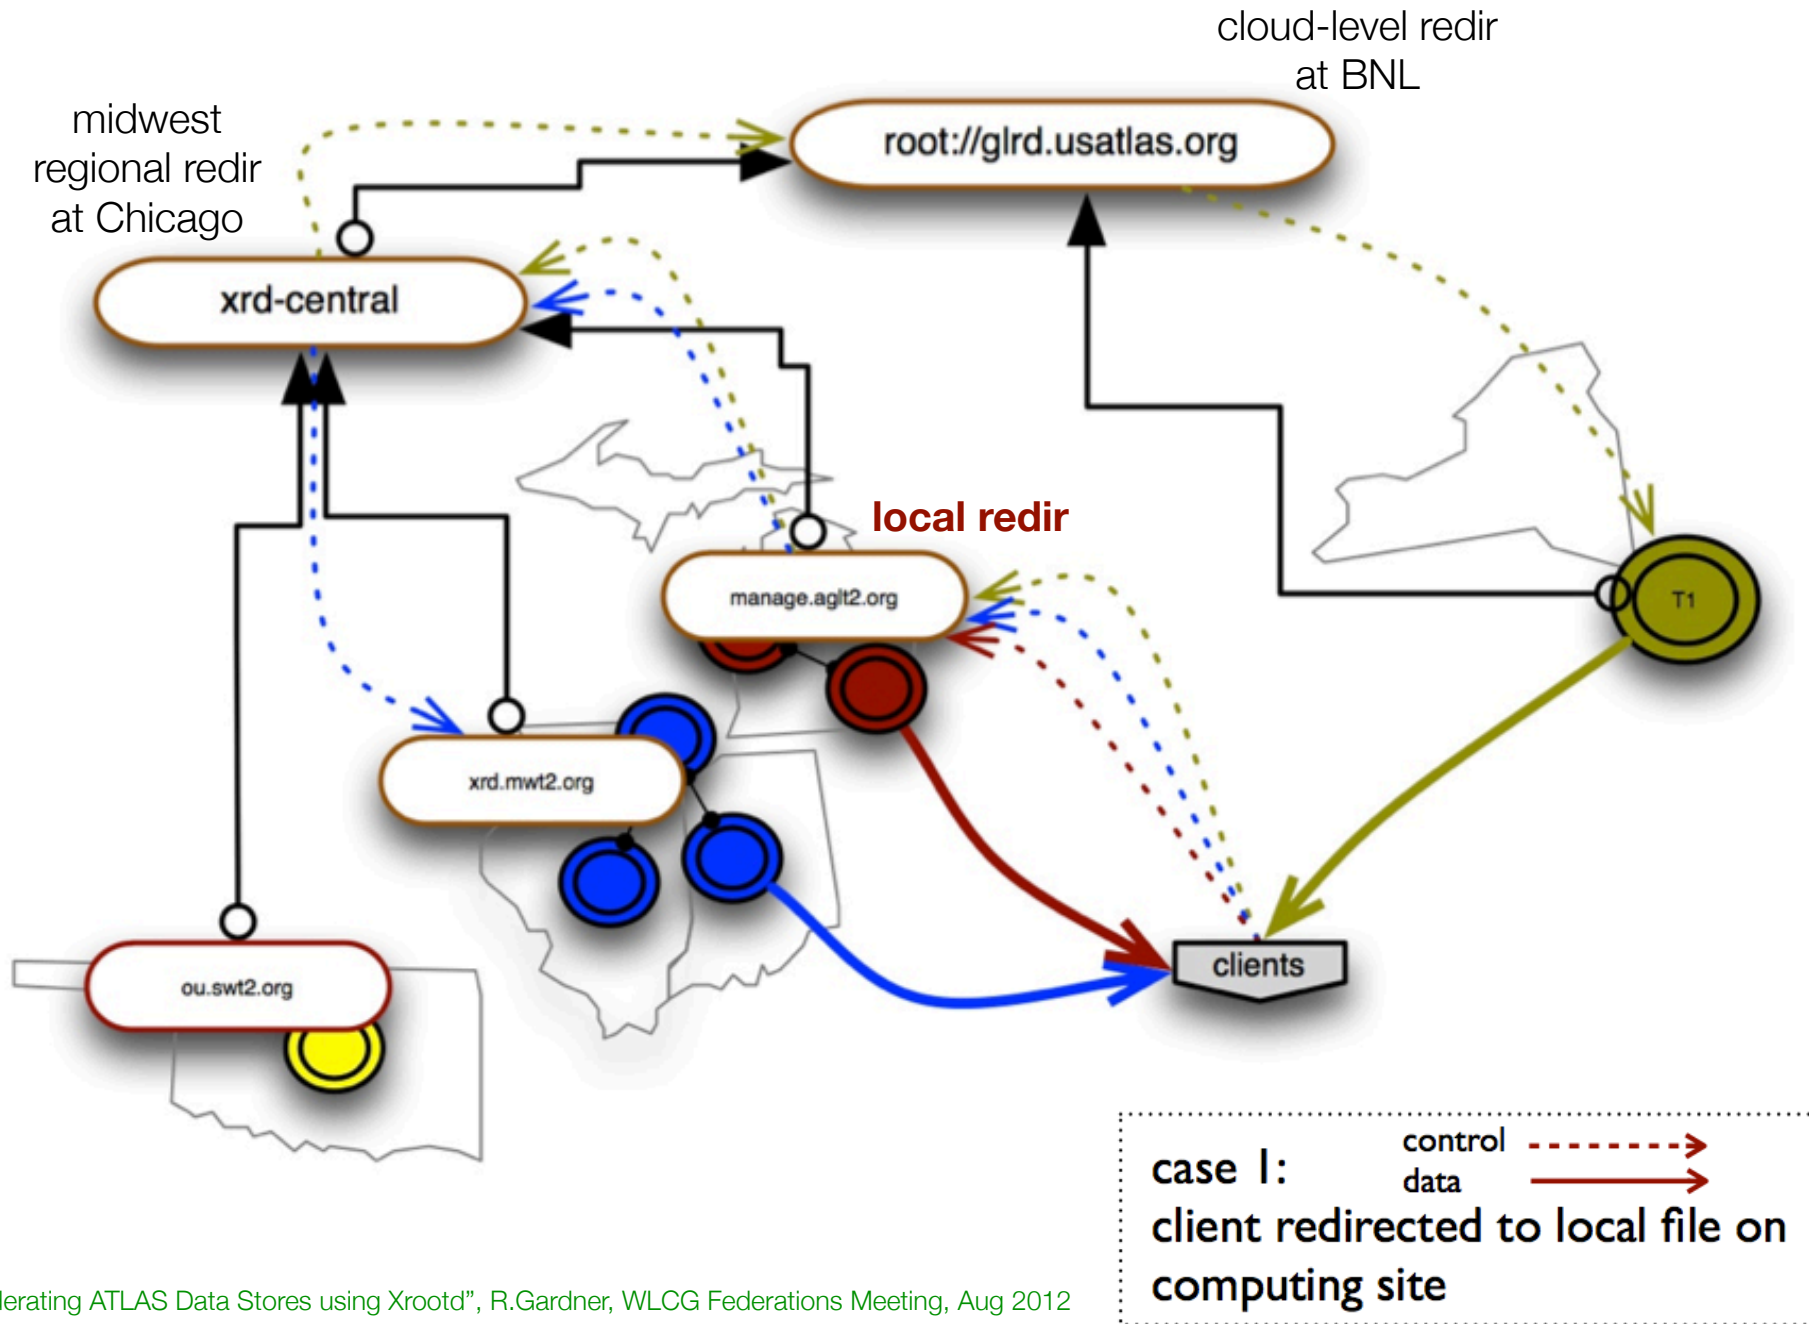 cloud-level redir
at BNL
midwest
regional redir
at Chicago
root://glrd.usatlas.org
xrd-central
local redir
manage.aglt2.org
T1
xrd.mwt2.org
clients
ou.swt2.org
control
case 1:
data
client redirected to local file on
computing site
ATLAS Data Stores using Xrootd”, R.Gardner, WLCG Federations Meeting, Aug 2012